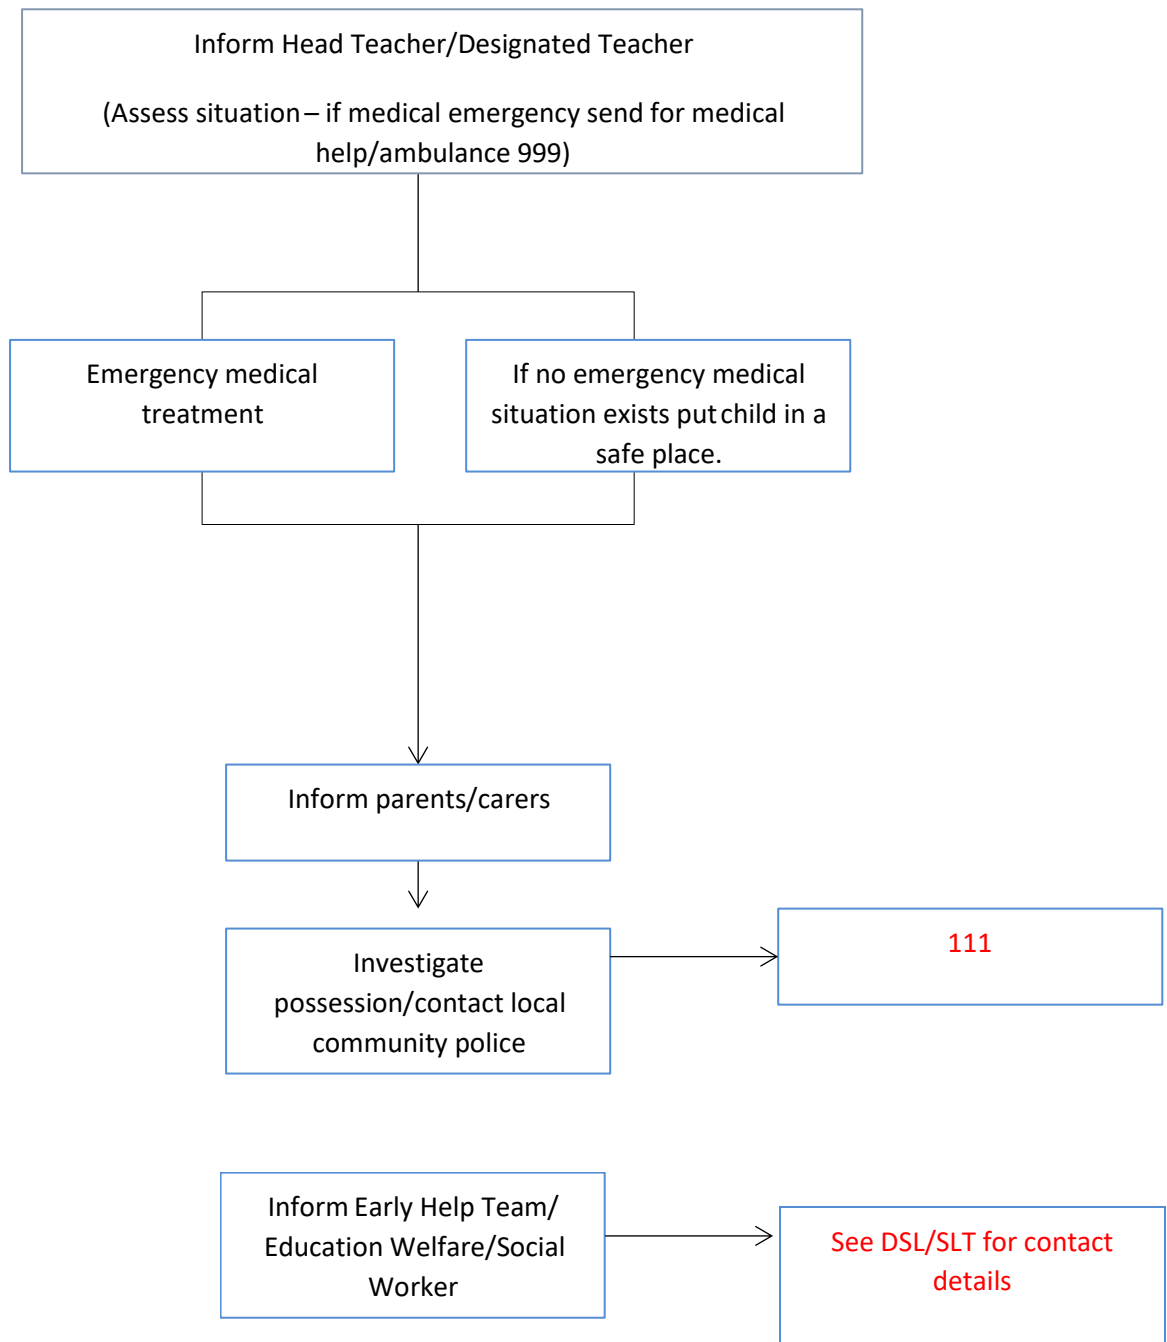 Inform Head Teacher/Designated Teacher
(Assess situation – if medical emergency send for medical
help/ambulance 999)
Emergency medical
treatment
If no emergency medical
situation exists put child in a
safe place.
Inform parents/carers
Investigate
possession/contact local
community police
111
Inform Early Help Team/
Education Welfare/Social
Worker
See DSL/SLT for contact
details